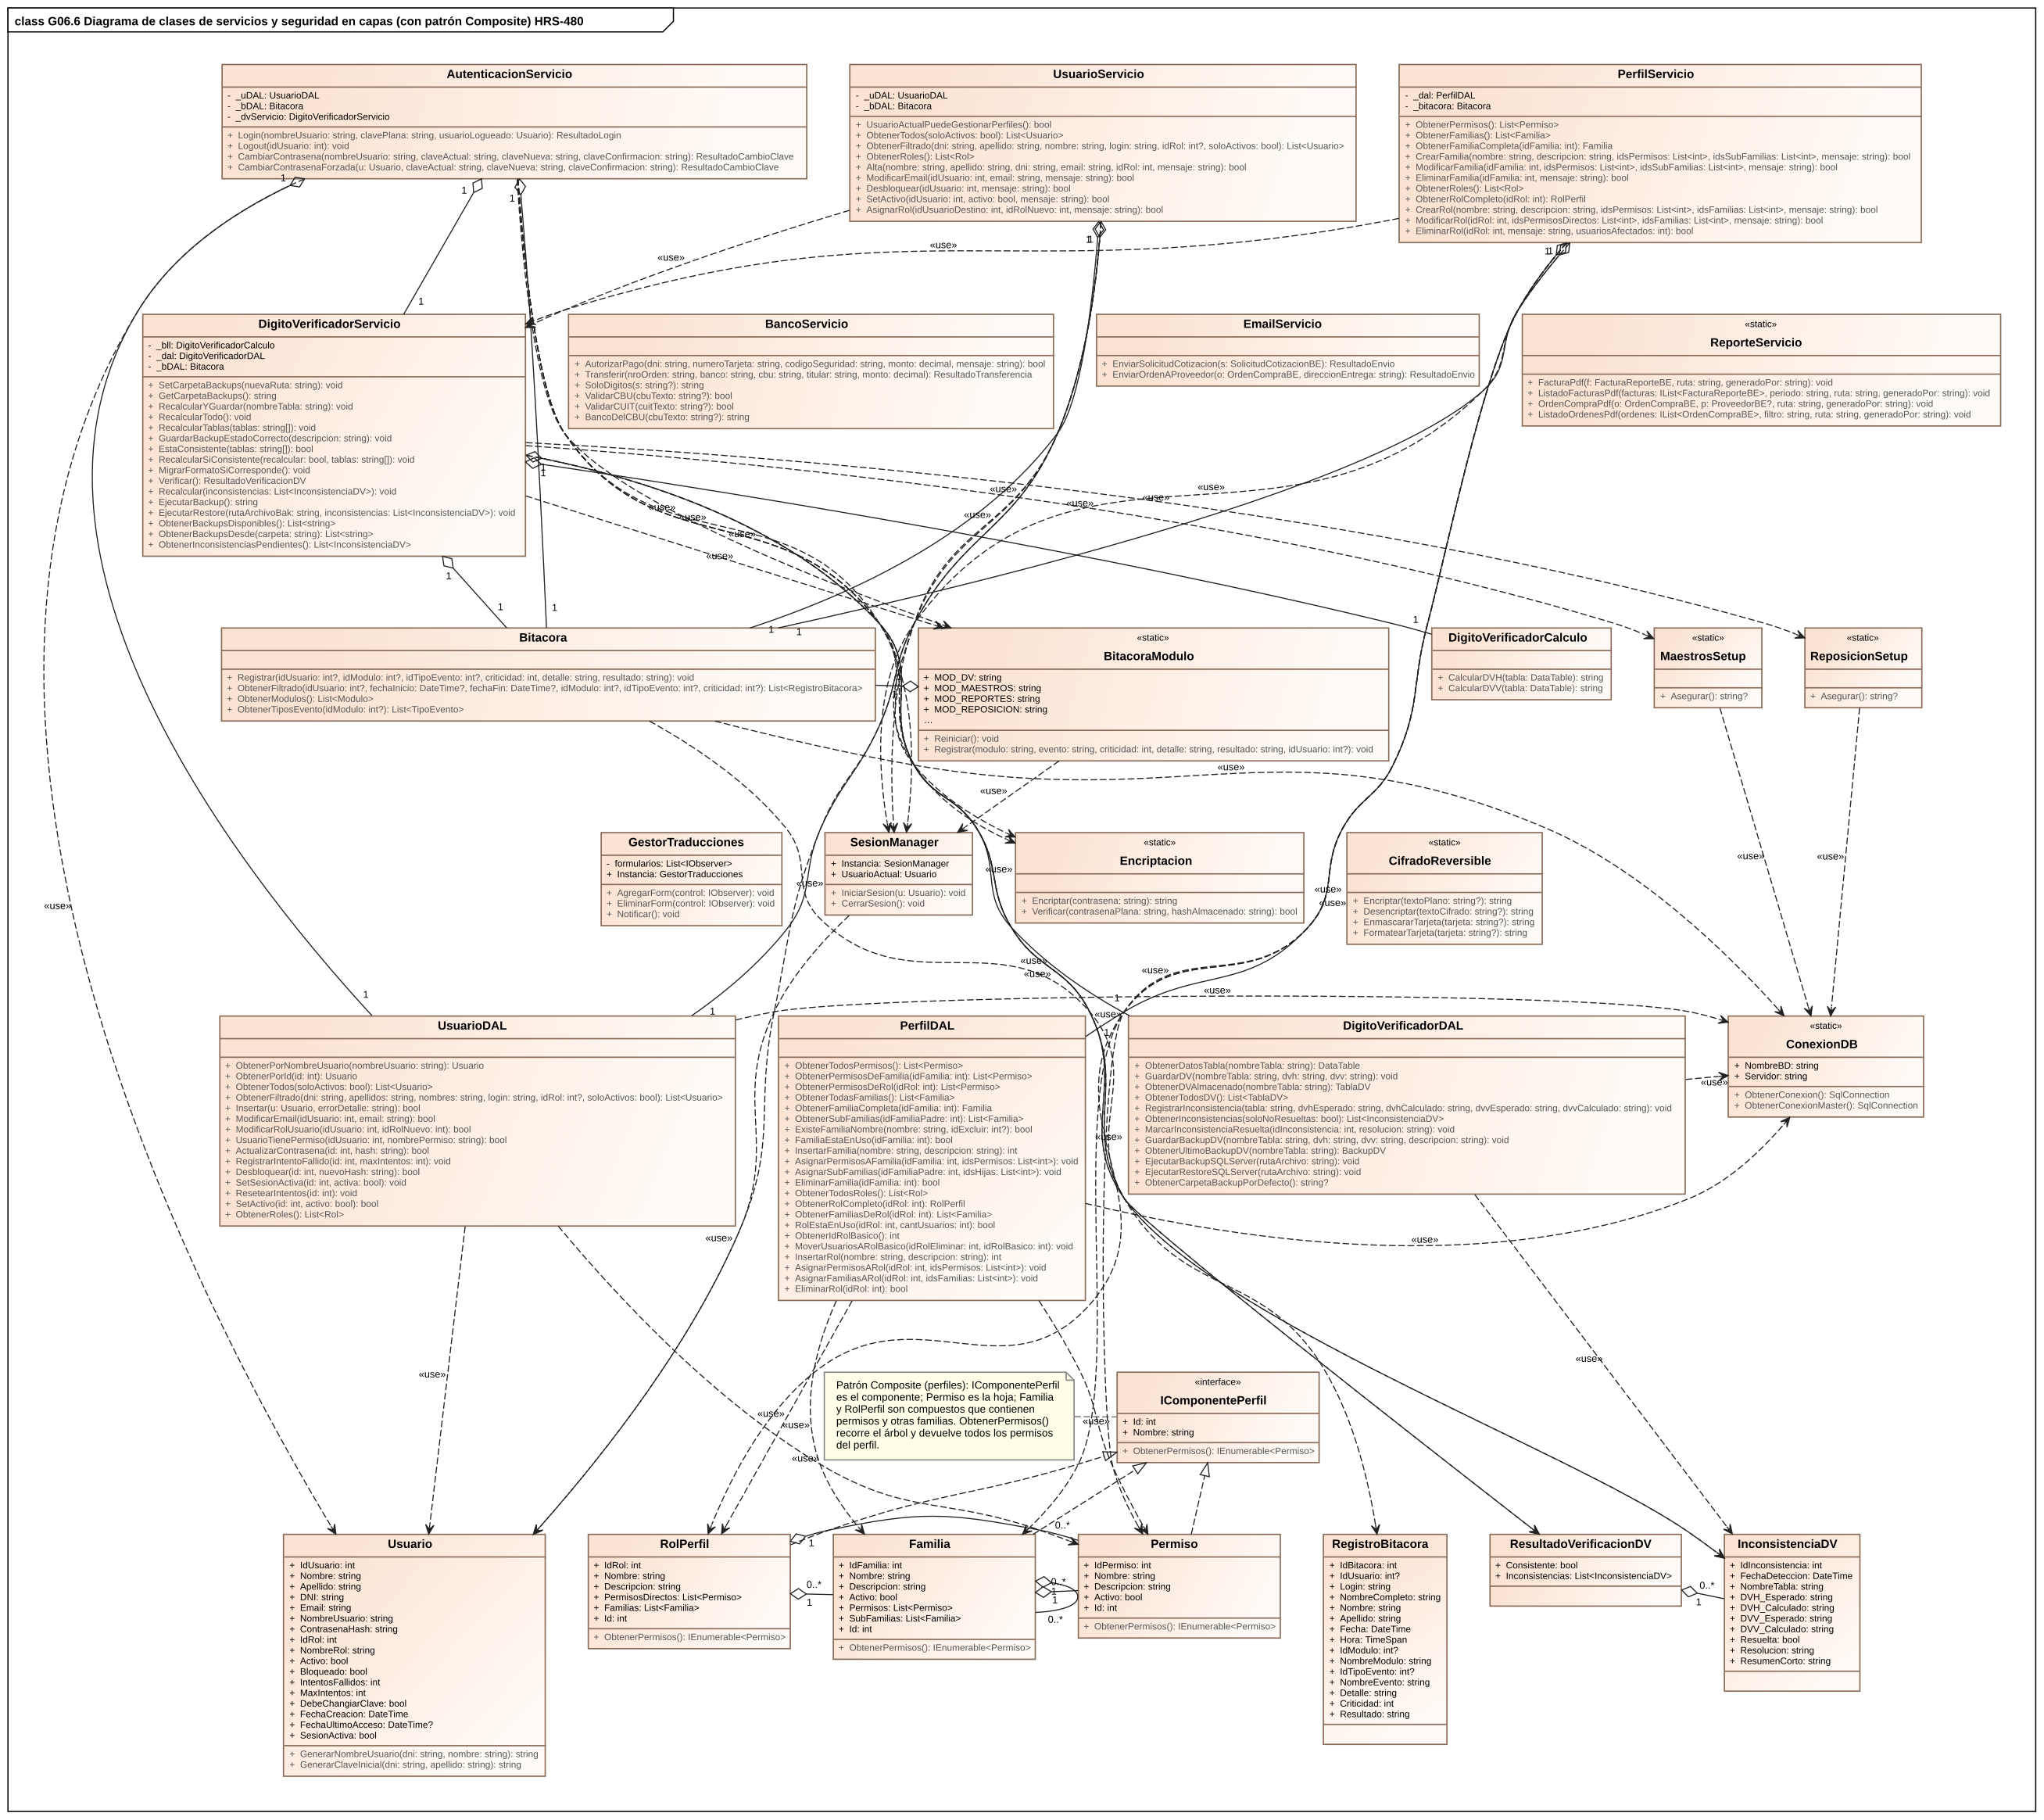 class G06.6 Diagrama de clases de servicios y seguridad en capas (con patrón Composite) HRS-480
AutenticacionServicio
- _uDAL: UsuarioDAL
- _bDAL: Bitacora
- _dvServicio: DigitoVerificadorServicio
+ Login(nombreUsuario: string, clavePlana: string, usuarioLogueado: Usuario): ResultadoLogin
+ Logout(idUsuario: int): void
+ CambiarContrasena(nombreUsuario: string, claveActual: string, claveNueva: string, claveConfirmacion: string): ResultadoCambioClave
+ CambiarContrasenaForzada(u: Usuario, claveActual: string, claveNueva: string, claveConfirmacion: string): ResultadoCambioClave
UsuarioServicio
- _uDAL: UsuarioDAL
- _bDAL: Bitacora
+ UsuarioActualPuedeGestionarPerfiles(): bool
+ ObtenerTodos(soloActivos: bool): List<Usuario>
+ ObtenerFiltrado(dni: string, apellido: string, nombre: string, login: string, idRol: int?, soloActivos: bool): List<Usuario>
+ ObtenerRoles(): List<Rol>
+ Alta(nombre: string, apellido: string, dni: string, email: string, idRol: int, mensaje: string): bool
+ ModificarEmail(idUsuario: int, email: string, mensaje: string): bool
+ Desbloquear(idUsuario: int, mensaje: string): bool
+ SetActivo(idUsuario: int, activo: bool, mensaje: string): bool
+ AsignarRol(idUsuarioDestino: int, idRolNuevo: int, mensaje: string): bool
PerfilServicio
- _dal: PerfilDAL
- _bitacora: Bitacora
+ ObtenerPermisos(): List<Permiso>
+ ObtenerFamilias(): List<Familia>
+ ObtenerFamiliaCompleta(idFamilia: int): Familia
+ CrearFamilia(nombre: string, descripcion: string, idsPermisos: List<int>, idsSubFamilias: List<int>, mensaje: string): bool
+ ModificarFamilia(idFamilia: int, idsPermisos: List<int>, idsSubFamilias: List<int>, mensaje: string): bool
+ EliminarFamilia(idFamilia: int, mensaje: string): bool
+ ObtenerRoles(): List<Rol>
+ ObtenerRolCompleto(idRol: int): RolPerfil
+ CrearRol(nombre: string, descripcion: string, idsPermisos: List<int>, idsFamilias: List<int>, mensaje: string): bool
+ ModificarRol(idRol: int, idsPermisosDirectos: List<int>, idsFamilias: List<int>, mensaje: string): bool
+ EliminarRol(idRol: int, mensaje: string, usuariosAfectados: int): bool
DigitoVerificadorServicio
- _bll: DigitoVerificadorCalculo
- _dal: DigitoVerificadorDAL
- _bDAL: Bitacora
+ SetCarpetaBackups(nuevaRuta: string): void
+ GetCarpetaBackups(): string
+ RecalcularYGuardar(nombreTabla: string): void
+ RecalcularTodo(): void
+ RecalcularTablas(tablas: string[]): void
+ GuardarBackupEstadoCorrecto(descripcion: string): void
+ EstaConsistente(tablas: string[]): bool
+ RecalcularSiConsistente(recalcular: bool, tablas: string[]): void
+ MigrarFormatoSiCorresponde(): void
+ Verificar(): ResultadoVerificacionDV
+ Recalcular(inconsistencias: List<InconsistenciaDV>): void
+ EjecutarBackup(): string
+ EjecutarRestore(rutaArchivoBak: string, inconsistencias: List<InconsistenciaDV>): void
+ ObtenerBackupsDisponibles(): List<string>
+ ObtenerBackupsDesde(carpeta: string): List<string>
+ ObtenerInconsistenciasPendientes(): List<InconsistenciaDV>
BancoServicio
+ AutorizarPago(dni: string, numeroTarjeta: string, codigoSeguridad: string, monto: decimal, mensaje: string): bool
+ Transferir(nroOrden: string, banco: string, cbu: string, titular: string, monto: decimal): ResultadoTransferencia
+ SoloDigitos(s: string?): string
+ ValidarCBU(cbuTexto: string?): bool
+ ValidarCUIT(cuitTexto: string?): bool
+ BancoDelCBU(cbuTexto: string?): string
EmailServicio
+ EnviarSolicitudCotizacion(s: SolicitudCotizacionBE): ResultadoEnvio
+ EnviarOrdenAProveedor(o: OrdenCompraBE, direccionEntrega: string): ResultadoEnvio
«static»
ReporteServicio
+ FacturaPdf(f: FacturaReporteBE, ruta: string, generadoPor: string): void
+ ListadoFacturasPdf(facturas: IList<FacturaReporteBE>, periodo: string, ruta: string, generadoPor: string): void
+ OrdenCompraPdf(o: OrdenCompraBE, p: ProveedorBE?, ruta: string, generadoPor: string): void
+ ListadoOrdenesPdf(ordenes: IList<OrdenCompraBE>, filtro: string, ruta: string, generadoPor: string): void
Bitacora
+ Registrar(idUsuario: int?, idModulo: int?, idTipoEvento: int?, criticidad: int, detalle: string, resultado: string): void
+ ObtenerFiltrado(idUsuario: int?, fechaInicio: DateTime?, fechaFin: DateTime?, idModulo: int?, idTipoEvento: int?, criticidad: int?): List<RegistroBitacora>
+ ObtenerModulos(): List<Modulo>
+ ObtenerTiposEvento(idModulo: int?): List<TipoEvento>
«static»
BitacoraModulo
+ MOD_DV: string
+ MOD_MAESTROS: string
+ MOD_REPORTES: string
+ MOD_REPOSICION: string
...
+ Reiniciar(): void
+ Registrar(modulo: string, evento: string, criticidad: int, detalle: string, resultado: string, idUsuario: int?): void
DigitoVerificadorCalculo
+ CalcularDVH(tabla: DataTable): string
+ CalcularDVV(tabla: DataTable): string
«static»
MaestrosSetup
+ Asegurar(): string?
«static»
ReposicionSetup
+ Asegurar(): string?
GestorTraducciones
- formularios: List<IObserver>
+ Instancia: GestorTraducciones
+ AgregarForm(control: IObserver): void
+ EliminarForm(control: IObserver): void
+ Notificar(): void
SesionManager
+ Instancia: SesionManager
+ UsuarioActual: Usuario
+ IniciarSesion(u: Usuario): void
+ CerrarSesion(): void
«static»
Encriptacion
+ Encriptar(contrasena: string): string
+ Verificar(contrasenaPlana: string, hashAlmacenado: string): bool
«static»
CifradoReversible
+ Encriptar(textoPlano: string?): string
+ Desencriptar(textoCifrado: string?): string
+ EnmascararTarjeta(tarjeta: string?): string
+ FormatearTarjeta(tarjeta: string?): string
UsuarioDAL
+ ObtenerPorNombreUsuario(nombreUsuario: string): Usuario
+ ObtenerPorId(id: int): Usuario
+ ObtenerTodos(soloActivos: bool): List<Usuario>
+ ObtenerFiltrado(dni: string, apellidos: string, nombres: string, login: string, idRol: int?, soloActivos: bool): List<Usuario>
+ Insertar(u: Usuario, errorDetalle: string): bool
+ ModificarEmail(idUsuario: int, email: string): bool
+ ModificarRolUsuario(idUsuario: int, idRolNuevo: int): bool
+ UsuarioTienePermiso(idUsuario: int, nombrePermiso: string): bool
+ ActualizarContrasena(id: int, hash: string): bool
+ RegistrarIntentoFallido(id: int, maxIntentos: int): void
+ Desbloquear(id: int, nuevoHash: string): bool
+ SetSesionActiva(id: int, activa: bool): void
+ ResetearIntentos(id: int): void
+ SetActivo(id: int, activo: bool): bool
+ ObtenerRoles(): List<Rol>
PerfilDAL
+ ObtenerTodosPermisos(): List<Permiso>
+ ObtenerPermisosDeFamilia(idFamilia: int): List<Permiso>
+ ObtenerPermisosDeRol(idRol: int): List<Permiso>
+ ObtenerTodasFamilias(): List<Familia>
+ ObtenerFamiliaCompleta(idFamilia: int): Familia
+ ObtenerSubFamilias(idFamiliaPadre: int): List<Familia>
+ ExisteFamiliaNombre(nombre: string, idExcluir: int?): bool
+ FamiliaEstaEnUso(idFamilia: int): bool
+ InsertarFamilia(nombre: string, descripcion: string): int
+ AsignarPermisosAFamilia(idFamilia: int, idsPermisos: List<int>): void
+ AsignarSubFamilias(idFamiliaPadre: int, idsHijas: List<int>): void
+ EliminarFamilia(idFamilia: int): bool
+ ObtenerTodosRoles(): List<Rol>
+ ObtenerRolCompleto(idRol: int): RolPerfil
+ ObtenerFamiliasDeRol(idRol: int): List<Familia>
+ RolEstaEnUso(idRol: int, cantUsuarios: int): bool
+ ObtenerIdRolBasico(): int
+ MoverUsuariosARolBasico(idRolEliminar: int, idRolBasico: int): void
+ InsertarRol(nombre: string, descripcion: string): int
+ AsignarPermisosARol(idRol: int, idsPermisos: List<int>): void
+ AsignarFamiliasARol(idRol: int, idsFamilias: List<int>): void
+ EliminarRol(idRol: int): bool
DigitoVerificadorDAL
+ ObtenerDatosTabla(nombreTabla: string): DataTable
+ GuardarDV(nombreTabla: string, dvh: string, dvv: string): void
+ ObtenerDVAlmacenado(nombreTabla: string): TablaDV
+ ObtenerTodosDV(): List<TablaDV>
+ RegistrarInconsistencia(tabla: string, dvhEsperado: string, dvhCalculado: string, dvvEsperado: string, dvvCalculado: string): void
+ ObtenerInconsistencias(soloNoResueltas: bool): List<InconsistenciaDV>
+ MarcarInconsistenciaResuelta(idInconsistencia: int, resolucion: string): void
+ GuardarBackupDV(nombreTabla: string, dvh: string, dvv: string, descripcion: string): void
+ ObtenerUltimoBackupDV(nombreTabla: string): BackupDV
+ EjecutarBackupSQLServer(rutaArchivo: string): void
+ EjecutarRestoreSQLServer(rutaArchivo: string): void
+ ObtenerCarpetaBackupPorDefecto(): string?
«static»
ConexionDB
+ NombreBD: string
+ Servidor: string
+ ObtenerConexion(): SqlConnection
+ ObtenerConexionMaster(): SqlConnection
Patrón Composite (perfiles): IComponentePerfil
es el componente; Permiso es la hoja; Familia
y RolPerfil son compuestos que contienen
permisos y otras familias. ObtenerPermisos()
recorre el árbol y devuelve todos los permisos
del perfil.
«interface»
IComponentePerfil
+ Id: int
+ Nombre: string
+ ObtenerPermisos(): IEnumerable<Permiso>
Usuario
+ IdUsuario: int
+ Nombre: string
+ Apellido: string
+ DNI: string
+ Email: string
+ NombreUsuario: string
+ ContrasenaHash: string
+ IdRol: int
+ NombreRol: string
+ Activo: bool
+ Bloqueado: bool
+ IntentosFallidos: int
+ MaxIntentos: int
+ DebeChangiarClave: bool
+ FechaCreacion: DateTime
+ FechaUltimoAcceso: DateTime?
+ SesionActiva: bool
+ GenerarNombreUsuario(dni: string, nombre: string): string
+ GenerarClaveInicial(dni: string, apellido: string): string
RolPerfil
+ IdRol: int
+ Nombre: string
+ Descripcion: string
+ PermisosDirectos: List<Permiso>
+ Familias: List<Familia>
+ Id: int
+ ObtenerPermisos(): IEnumerable<Permiso>
Familia
+ IdFamilia: int
+ Nombre: string
+ Descripcion: string
+ Activo: bool
+ Permisos: List<Permiso>
+ SubFamilias: List<Familia>
+ Id: int
+ ObtenerPermisos(): IEnumerable<Permiso>
Permiso
+ IdPermiso: int
+ Nombre: string
+ Descripcion: string
+ Activo: bool
+ Id: int
+ ObtenerPermisos(): IEnumerable<Permiso>
RegistroBitacora
+ IdBitacora: int
+ IdUsuario: int?
+ Login: string
+ NombreCompleto: string
+ Nombre: string
+ Apellido: string
+ Fecha: DateTime
+ Hora: TimeSpan
+ IdModulo: int?
+ NombreModulo: string
+ IdTipoEvento: int?
+ NombreEvento: string
+ Detalle: string
+ Criticidad: int
+ Resultado: string
ResultadoVerificacionDV
+ Consistente: bool
+ Inconsistencias: List<InconsistenciaDV>
InconsistenciaDV
+ IdInconsistencia: int
+ FechaDeteccion: DateTime
+ NombreTabla: string
+ DVH_Esperado: string
+ DVH_Calculado: string
+ DVV_Esperado: string
+ DVV_Calculado: string
+ Resuelta: bool
+ Resolucion: string
+ ResumenCorto: string